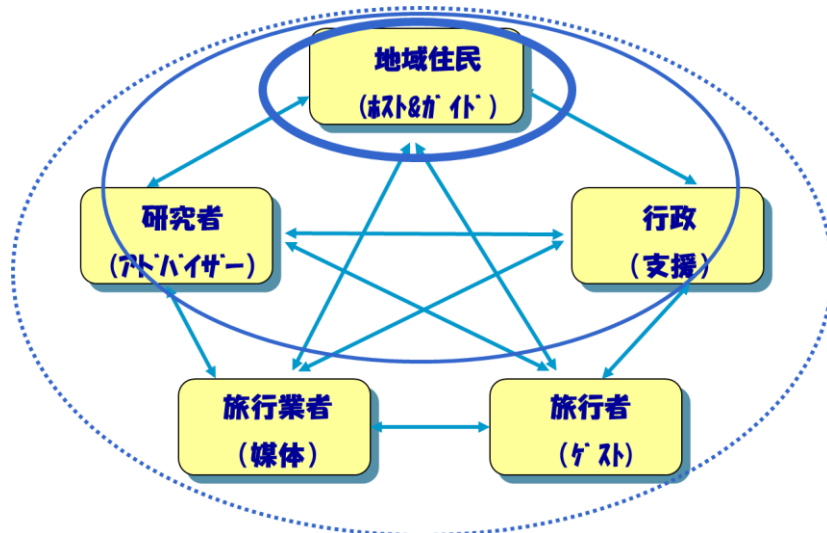 地域住民
(ﾎｽﾄ&ｶﾞｲﾄﾞ)
研究者
(ｱﾄﾞﾊﾞｲｻﾞｰ)
行政
(支援)
旅行業者
(媒体)
旅行者
(ｹﾞｽﾄ)